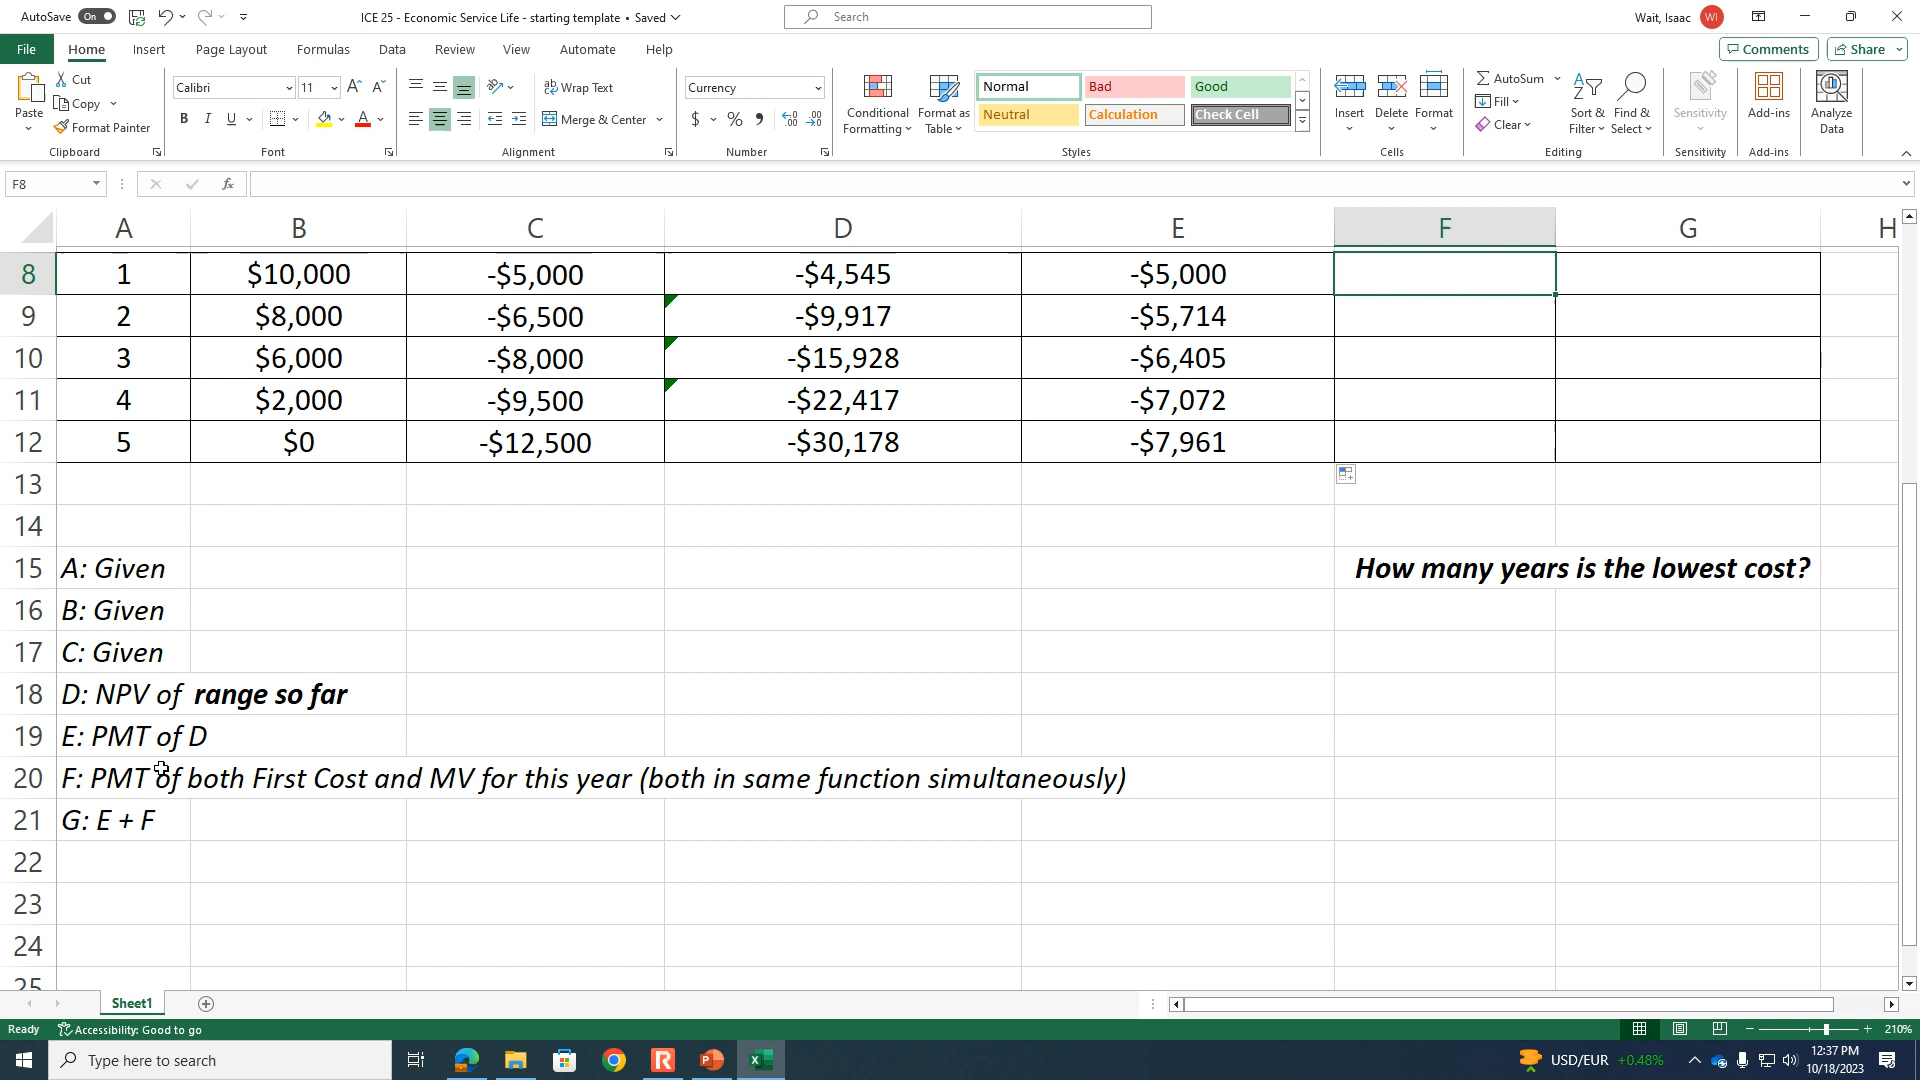 AutoSave On ICE 25 - Economic Service Life - starting template • Saved Search Wait, Isaac WI
File Home Insert Page Layout Formulas Data Review View Automate Help Comments Share
Paste Cut Copy Format Painter Clipboard
Calibri 11 A A B I U A Font
ab Wrap Text Merge & Center Alignment
Currency $ % Number
Conditional Formatting Format as Table Normal Bad Good Neutral Calculation Check Cell Styles
Insert Delete Format Cells
AutoSum Fill Clear Sort & Filter Find & Select Editing
Sensitivity Sensitivity Add-ins Add-ins Analyze Data
F8 fx
A B C D E F G H
8 1 $10,000 -$5,000 -$4,545 -$5,000
9 2 $8,000 -$6,500 -$9,917 -$5,714
10 3 $6,000 -$8,000 -$15,928 -$6,405
11 4 $2,000 -$9,500 -$22,417 -$7,072
12 5 $0 -$12,500 -$30,178 -$7,961
13
14
15 A: Given How many years is the lowest cost?
16 B: Given
17 C: Given
18 D: NPV of range so far
19 E: PMT of D
20 F: PMT of both First Cost and MV for this year (both in same function simultaneously)
21 G: E + F
22
23
24
25
Sheet1
Ready Accessibility: Good to go 210%
Type here to search USD/EUR +0.48% 12:37 PM
10/18/2023